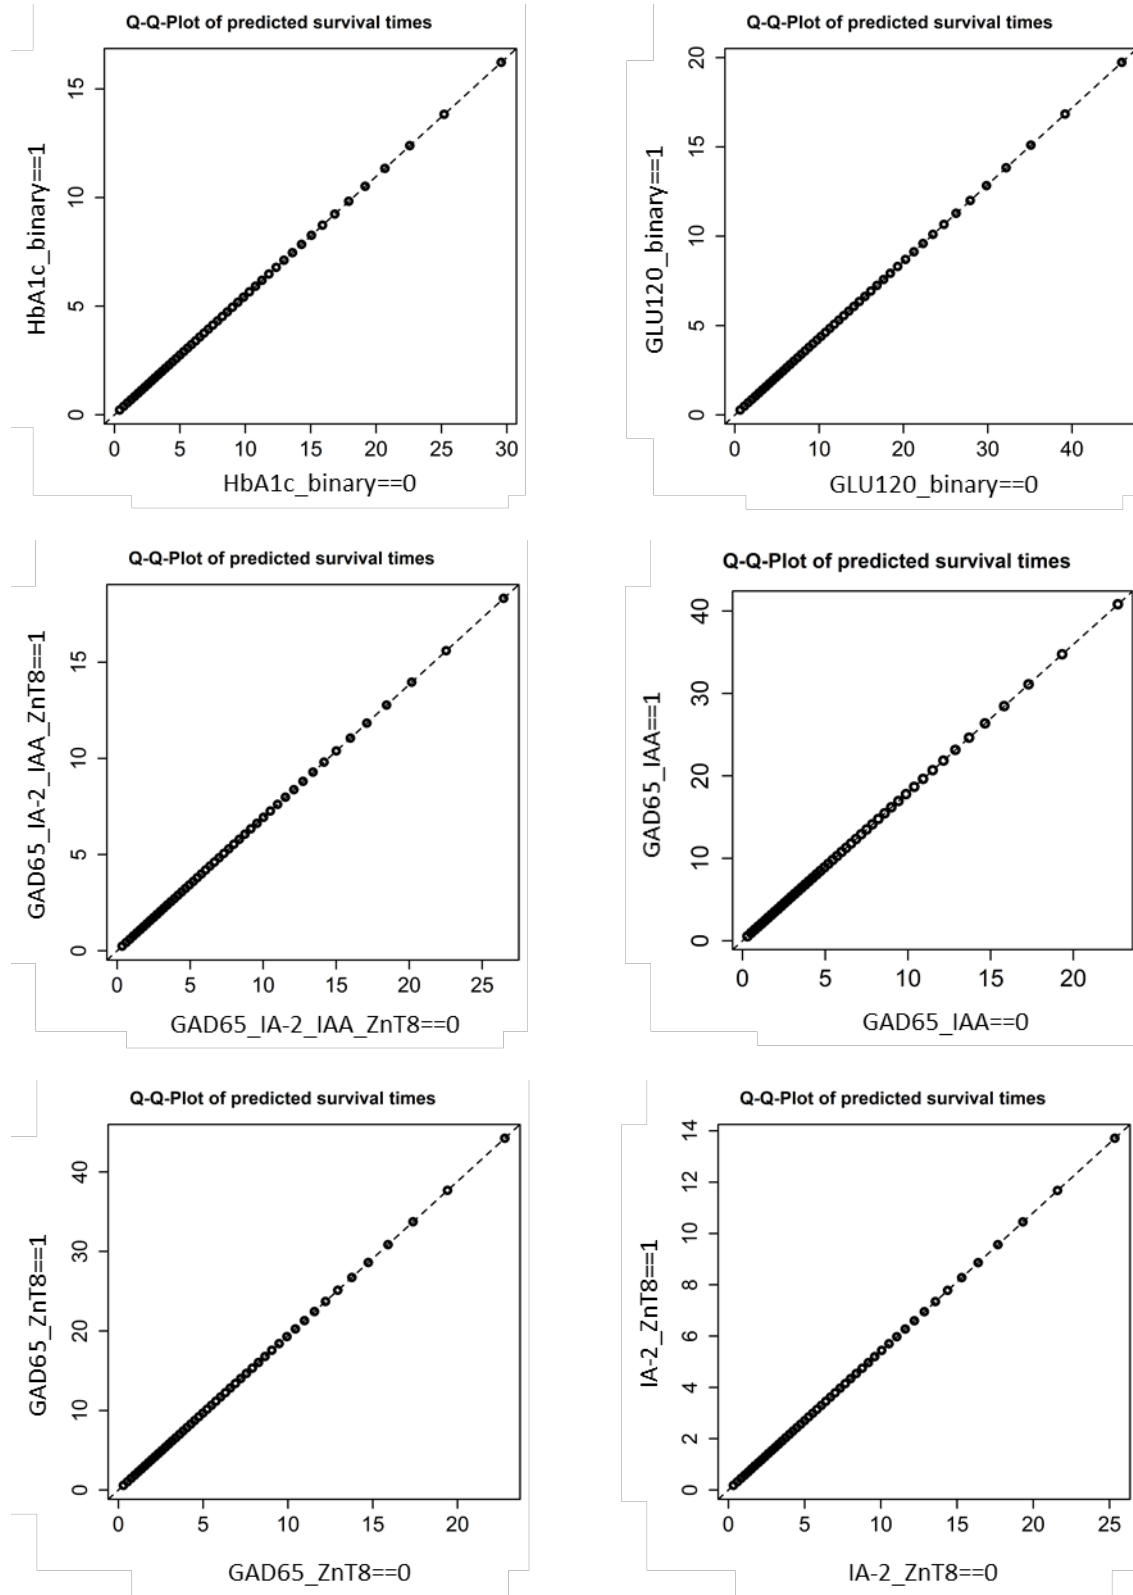 Q-Q-Plot of predicted survival times
HbA1c_binary==1
15
10
5
0
0 5 10 15 20 25 30
HbA1c_binary==0
Q-Q-Plot of predicted survival times
GLU120_binary==1
20
15
10
5
0
0 10 20 30 40
GLU120_binary==0
Q-Q-Plot of predicted survival times
GAD65_IA-2_IAA_ZnT8==1
15
10
5
0
0 5 10 15 20 25
GAD65_IA-2_IAA_ZnT8==0
Q-Q-Plot of predicted survival times
GAD65_IAA==1
40
30
20
10
0
0 5 10 15 20
GAD65_IAA==0
Q-Q-Plot of predicted survival times
GAD65_ZnT8==1
40
30
20
10
0
0 5 10 15 20
GAD65_ZnT8==0
Q-Q-Plot of predicted survival times
IA-2_ZnT8==1
14
12
10
8
6
4
2
0
0 5 10 15 20 25
IA-2_ZnT8==0